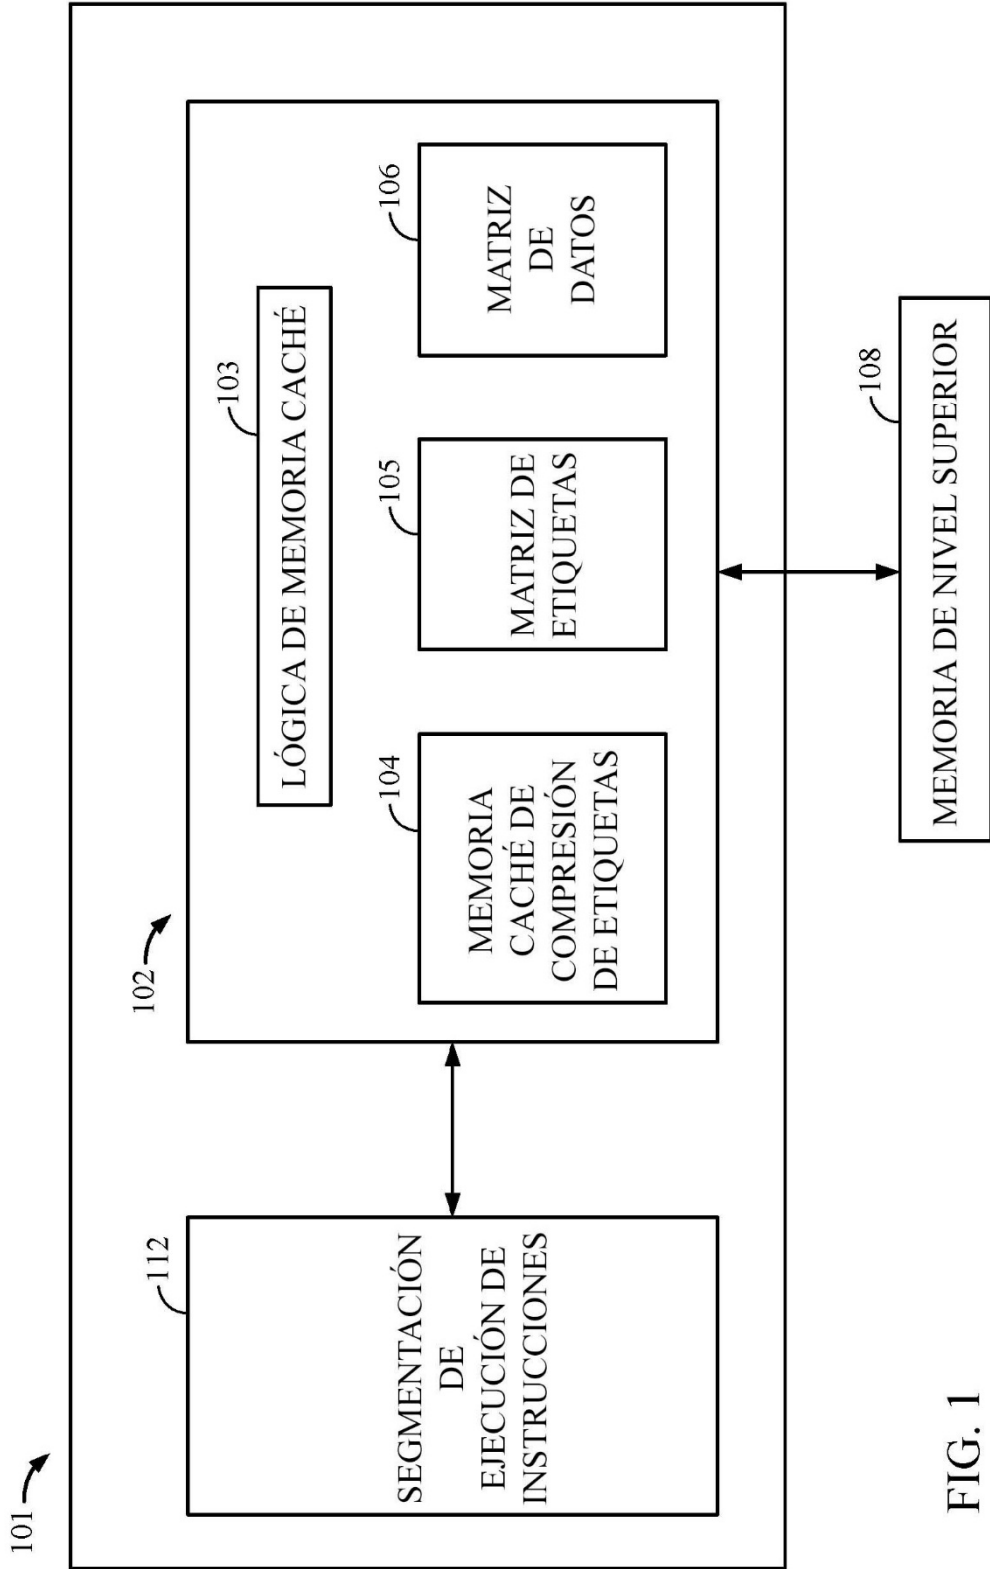 101
102
112
SEGMENTACIÓN
DE
EJECUCIÓN DE
INSTRUCCIONES
103
LÓGICA DE MEMORIA CACHÉ
104
MEMORIA
CACHÉ DE
COMPRESIÓN
DE ETIQUETAS
105
MATRIZ DE
ETIQUETAS
106
MATRIZ
DE
DATOS
108
MEMORIA DE NIVEL SUPERIOR
FIG. 1